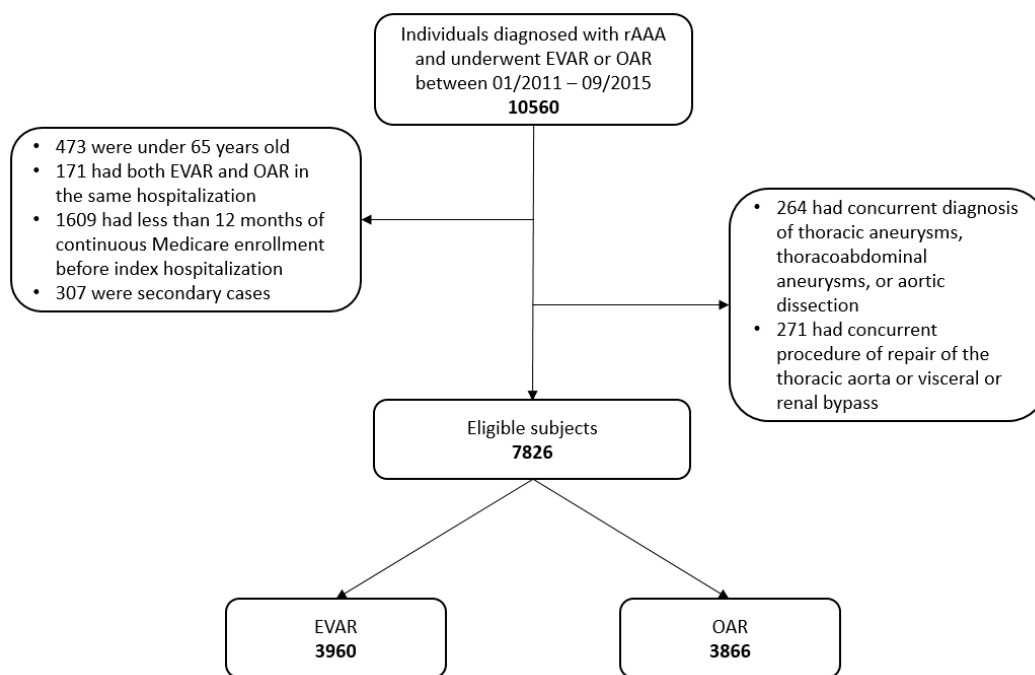 Individuals diagnosed with rAAA
and underwent EVAR or OAR
between 01/2011 – 09/2015
10560
• 473 were under 65 years old
• 171 had both EVAR and OAR in
the same hospitalization
• 1609 had less than 12 months of
continuous Medicare enrollment
before index hospitalization
• 307 were secondary cases
• 264 had concurrent diagnosis
of thoracic aneurysms,
thoracoabdominal
aneurysms, or aortic
dissection
• 271 had concurrent
procedure of repair of the
thoracic aorta or visceral or
renal bypass
Eligible subjects
7826
EVAR
3960
OAR
3866